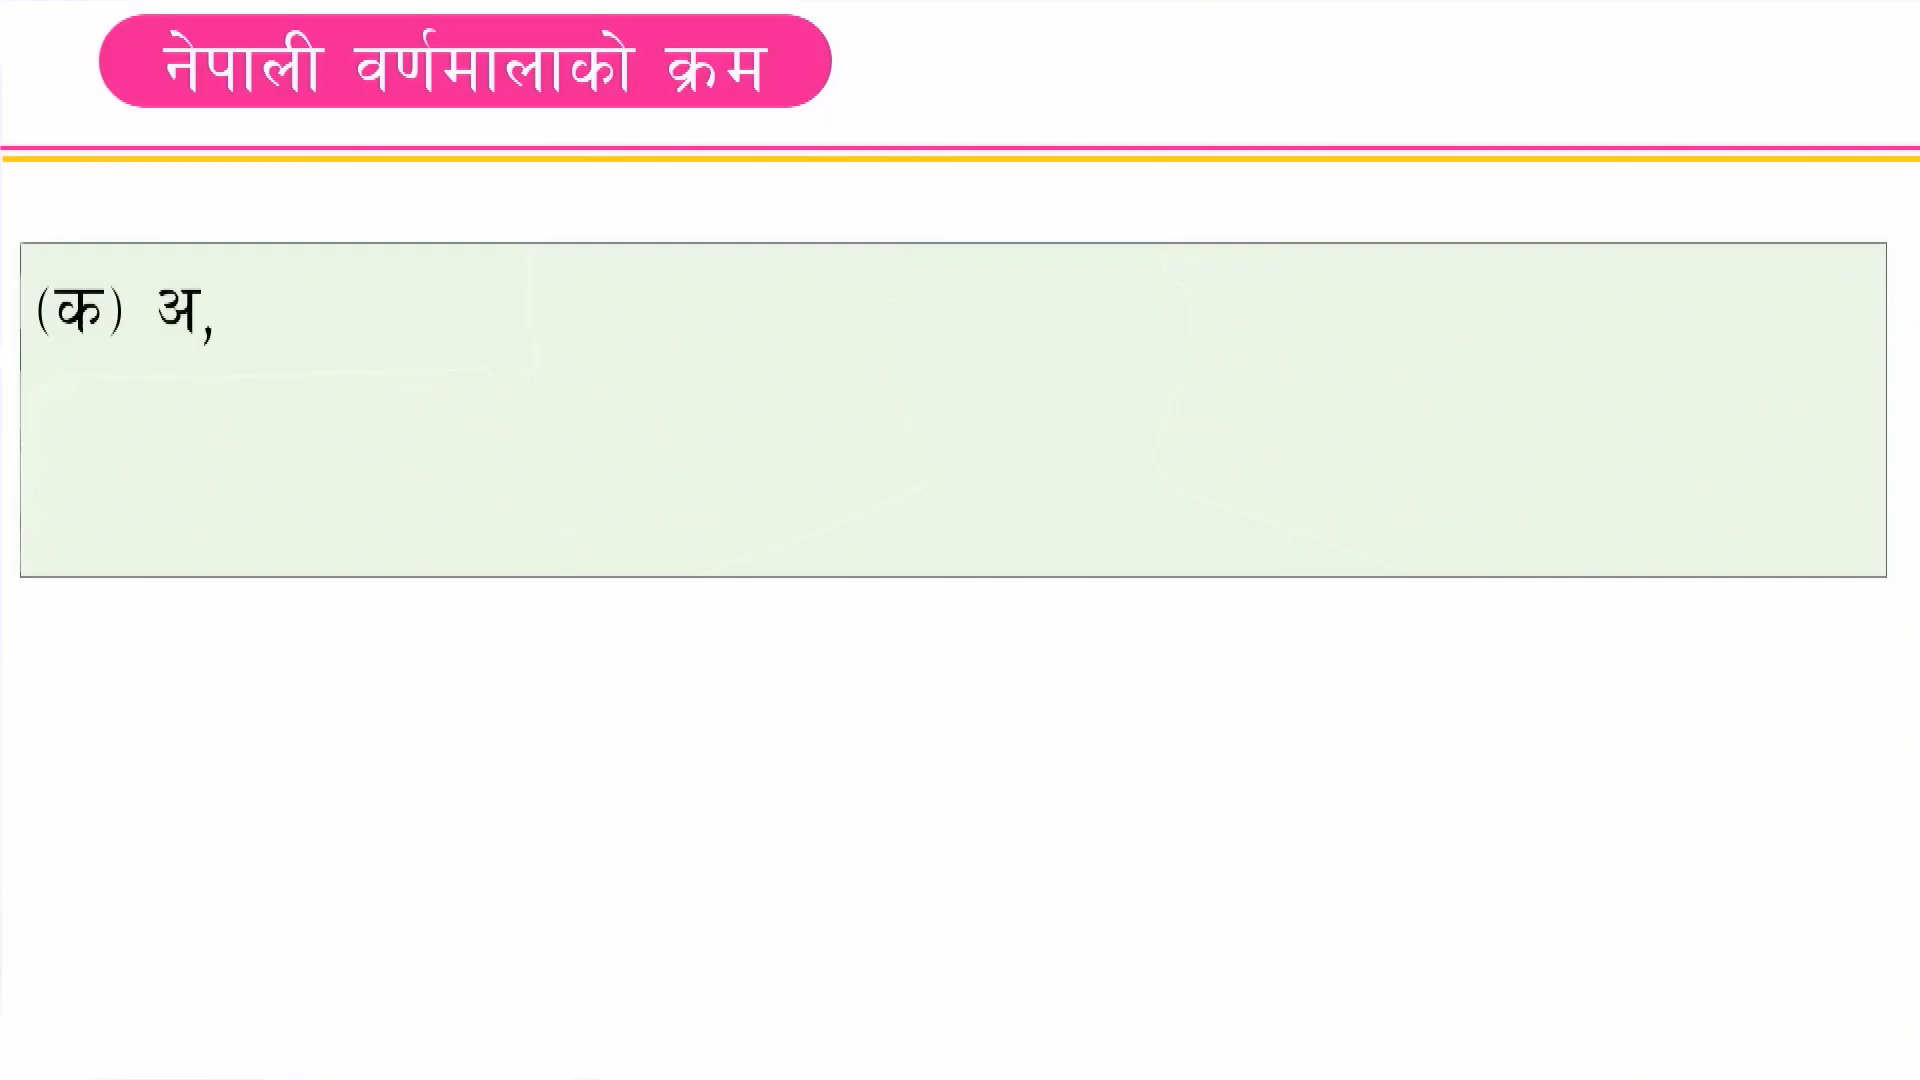 नेपाली वर्णमालाको क्रम
(क) अ,